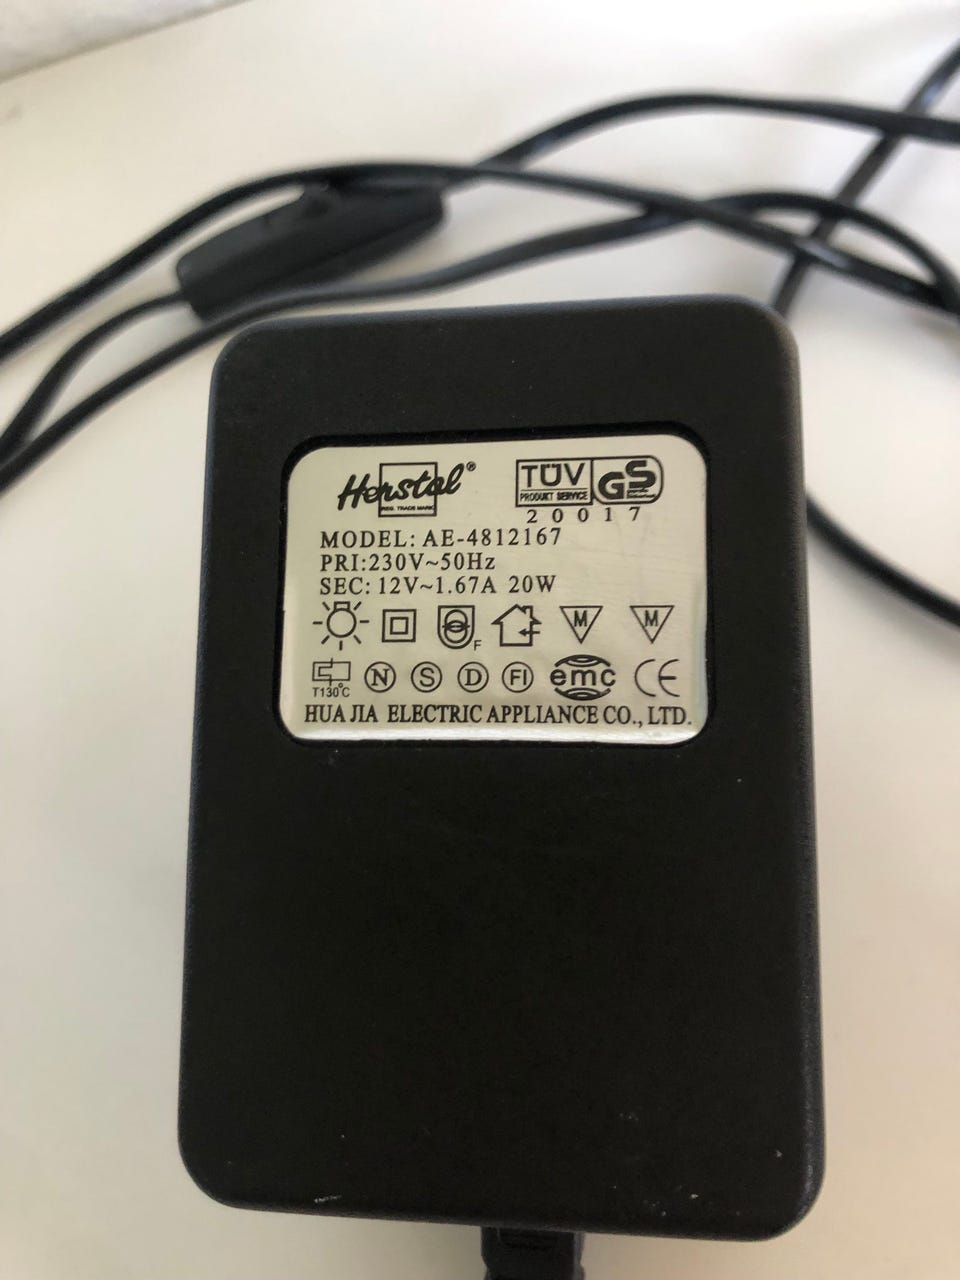 Herstal®
REG. TRADE MARK
TÜV
PRODUKT SERVICE
GS
20017
MODEL: AE-4812167
PRI:230V~50Hz
SEC: 12V~1.67A 20W
F
M
M
T130°C
N
S
D
FI
emc
CE
HUA JIA ELECTRIC APPLIANCE CO., LTD.